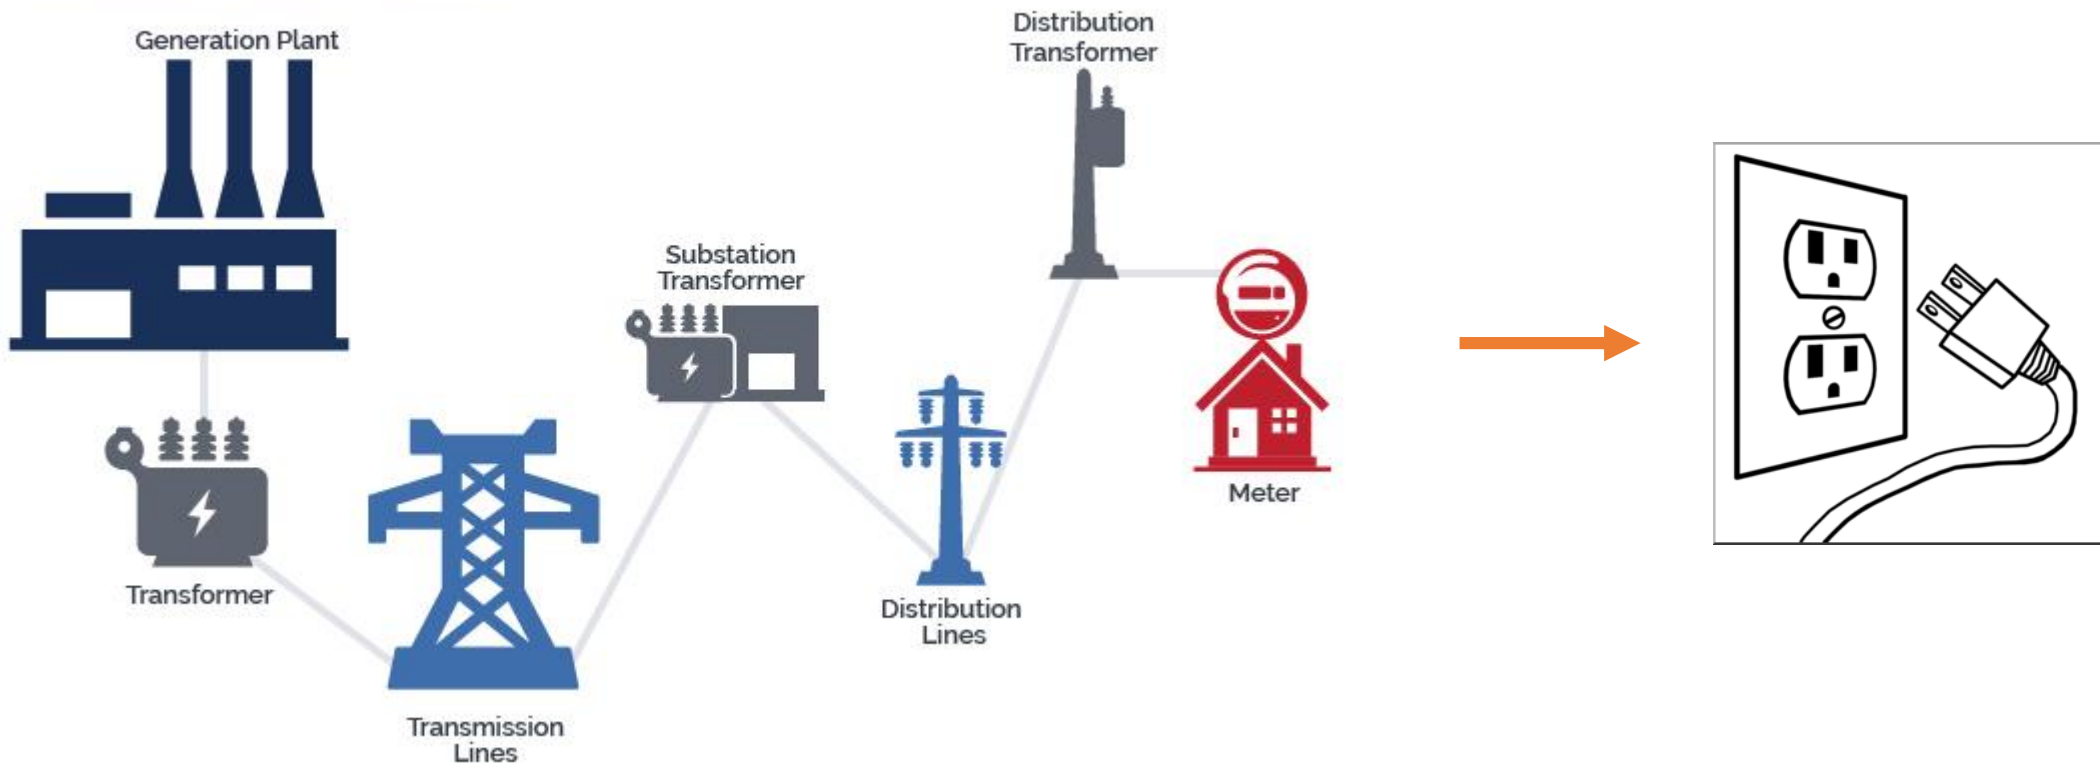 Generation Plant
Transformer
Transmission
Lines
Substation
Transformer
Distribution
Lines
Distribution
Transformer
Meter